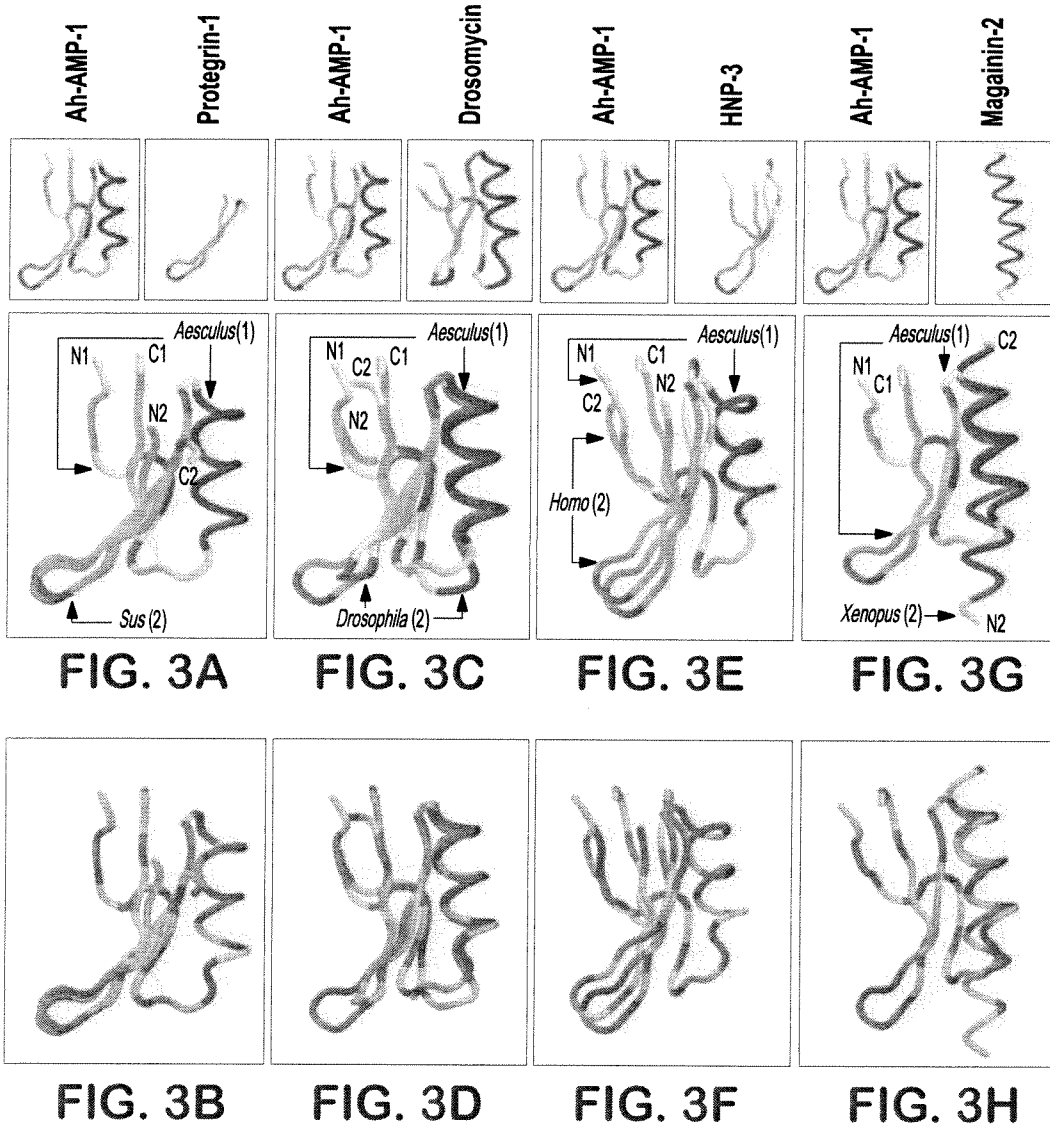 Ah-AMP-1
Protegrin-1
Ah-AMP-1
Drosomycin
Ah-AMP-1
HNP-3
Ah-AMP-1
Magainin-2
Aesculus(1)
N1
C1
N2
C2
Sus (2)
FIG. 3A
Aesculus(1)
N1
C2
C1
N2
Drosophila (2)
FIG. 3C
Aesculus(1)
N1
C1
C2
N2
Homo (2)
FIG. 3E
Aesculus(1)
C2
N1
C1
Xenopus (2)
N2
FIG. 3G
FIG. 3B
FIG. 3D
FIG. 3F
FIG. 3H